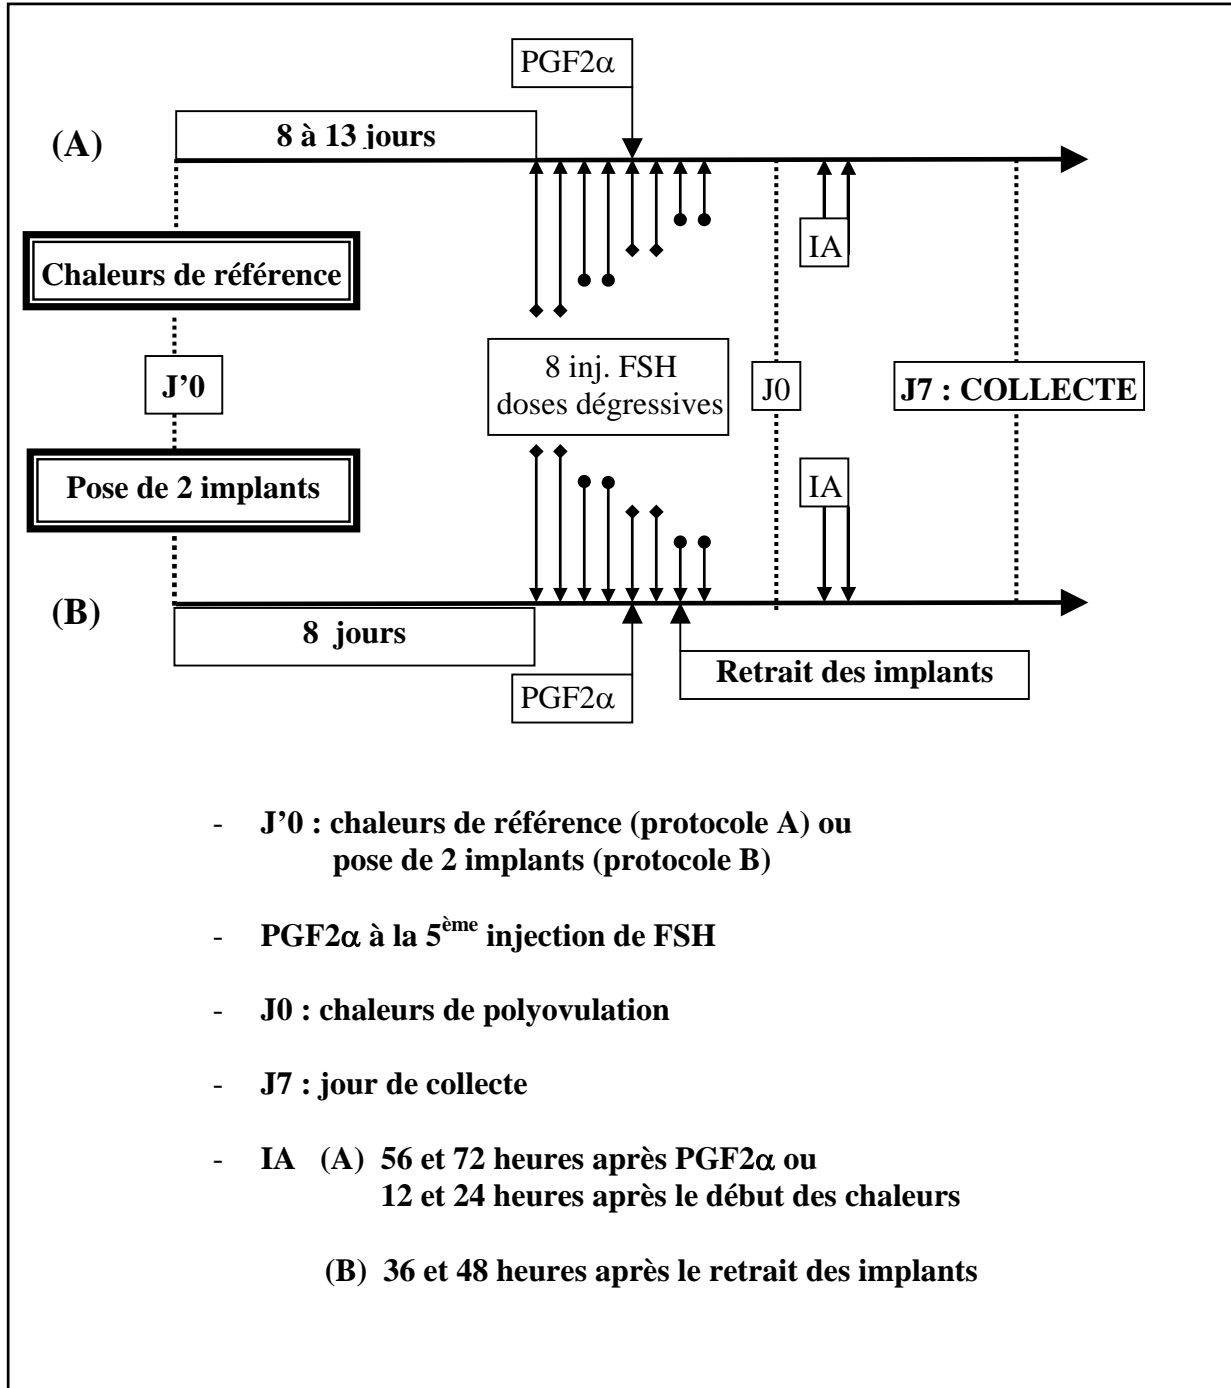 PGF2α
(A)
8 à 13 jours
Chaleurs de référence
IA
J’0
8 inj. FSH
doses dégressives
J0
J7 : COLLECTE
Pose de 2 implants
IA
(B)
8 jours
PGF2α
Retrait des implants
- J’0 : chaleurs de référence (protocole A) ou
pose de 2 implants (protocole B)
- PGF2α à la 5ème injection de FSH
- J0 : chaleurs de polyovulation
- J7 : jour de collecte
- IA (A) 56 et 72 heures après PGF2α ou
12 et 24 heures après le début des chaleurs
(B) 36 et 48 heures après le retrait des implants